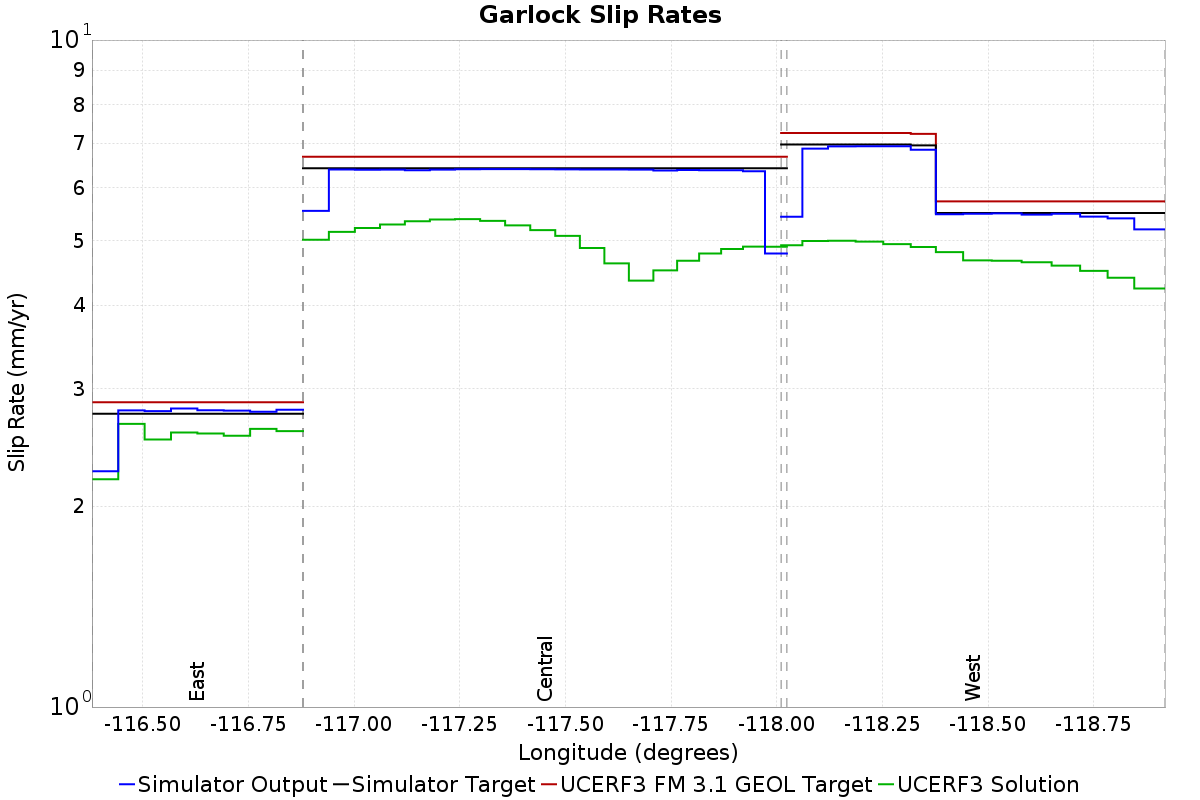 Garlock Slip Rates
10^1
9
8
7
6
5
4
3
2
10^0
Slip Rate (mm/yr)
East
Central
West
-116.50 -116.75 -117.00 -117.25 -117.50 -117.75 -118.00 -118.25 -118.50 -118.75
Longitude (degrees)
Simulator Output Simulator Target UCERF3 FM 3.1 GEOL Target UCERF3 Solution